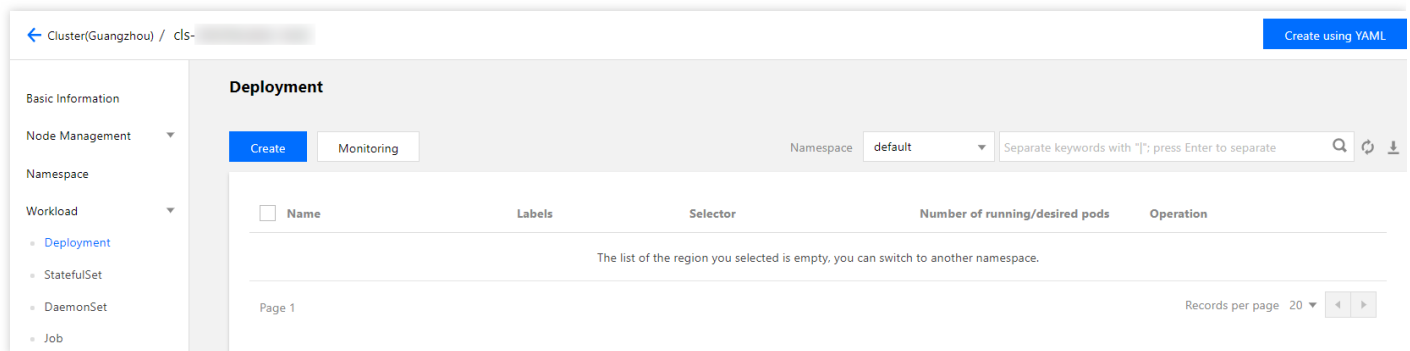 Cluster(Guangzhou) / cls-
Create using YAML
Basic Information
Node Management
Namespace
Workload
Deployment
StatefulSet
DaemonSet
Job
Deployment
Create
Monitoring
Namespace
default
Separate keywords with "|"; press Enter to separate
Name Labels Selector Number of running/desired pods Operation
The list of the region you selected is empty, you can switch to another namespace.
Page 1
Records per page 20